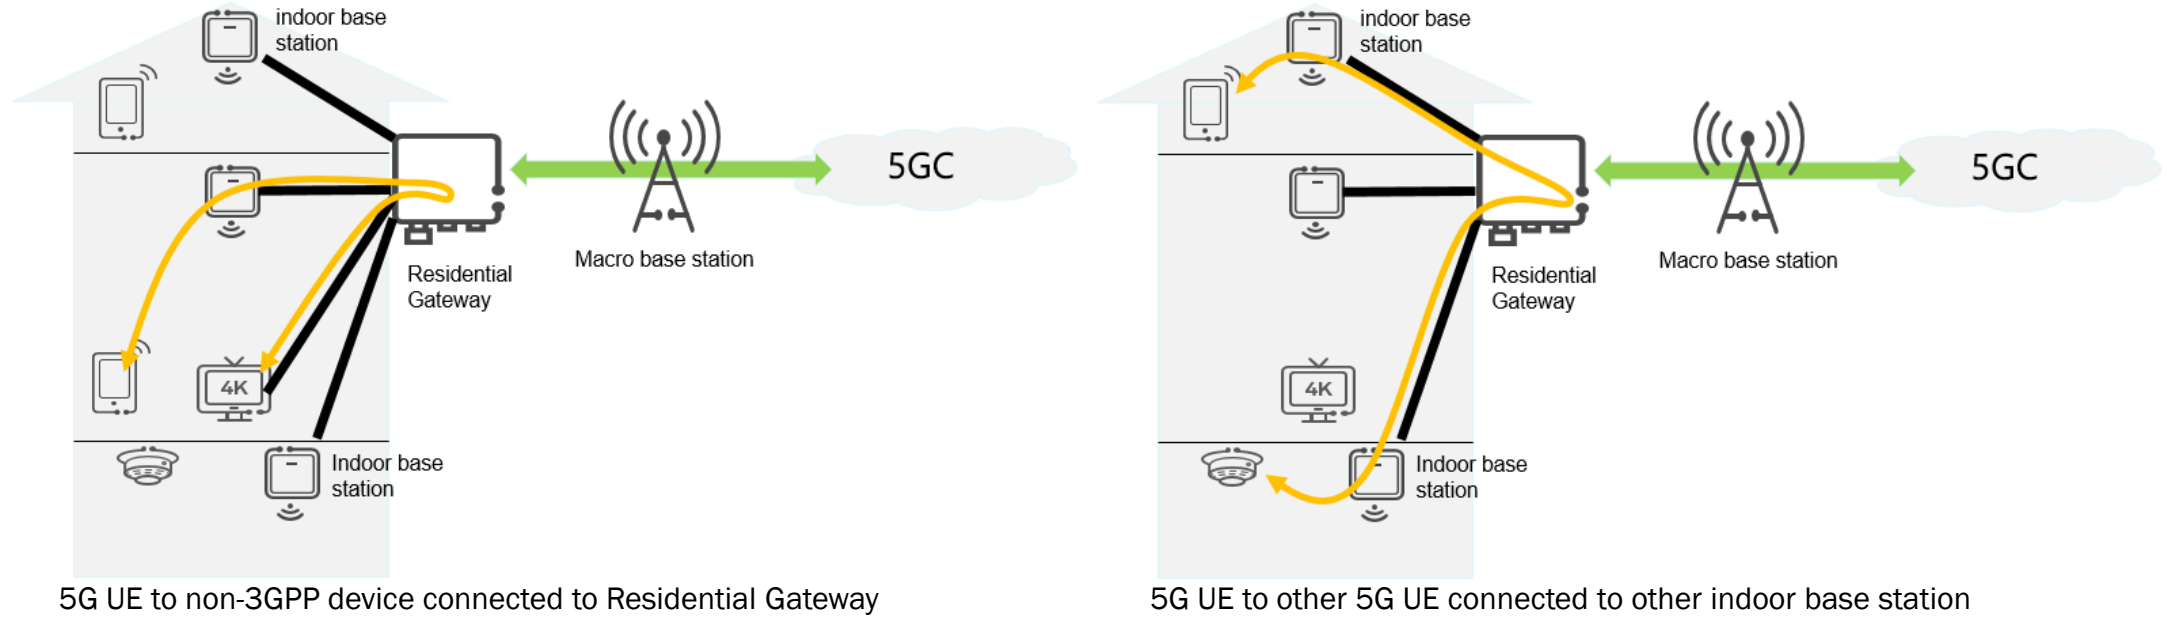 indoor base
station
5GC
Residential
Gateway
Macro base station
4K
Indoor base
station
5G UE to non-3GPP device connected to Residential Gateway
indoor base
station
5GC
Residential
Gateway
Macro base station
4K
Indoor base
station
5G UE to other 5G UE connected to other indoor base station